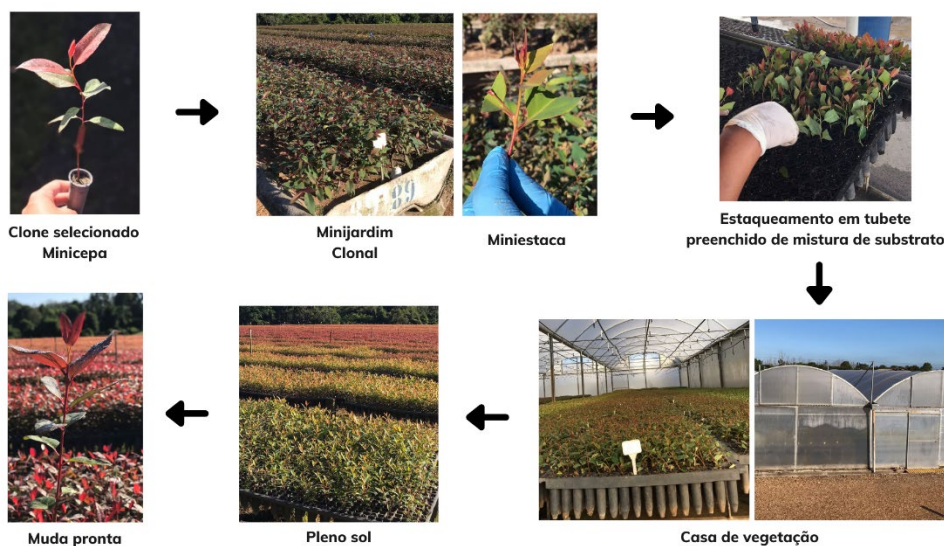 Clone selecionado
Minicepa
Minijardim
Clonal
89
Miniestaca
Estaqueamento em tubete
preenchido de mistura de substrato
Muda pronta
Pleno sol
Casa de vegetação